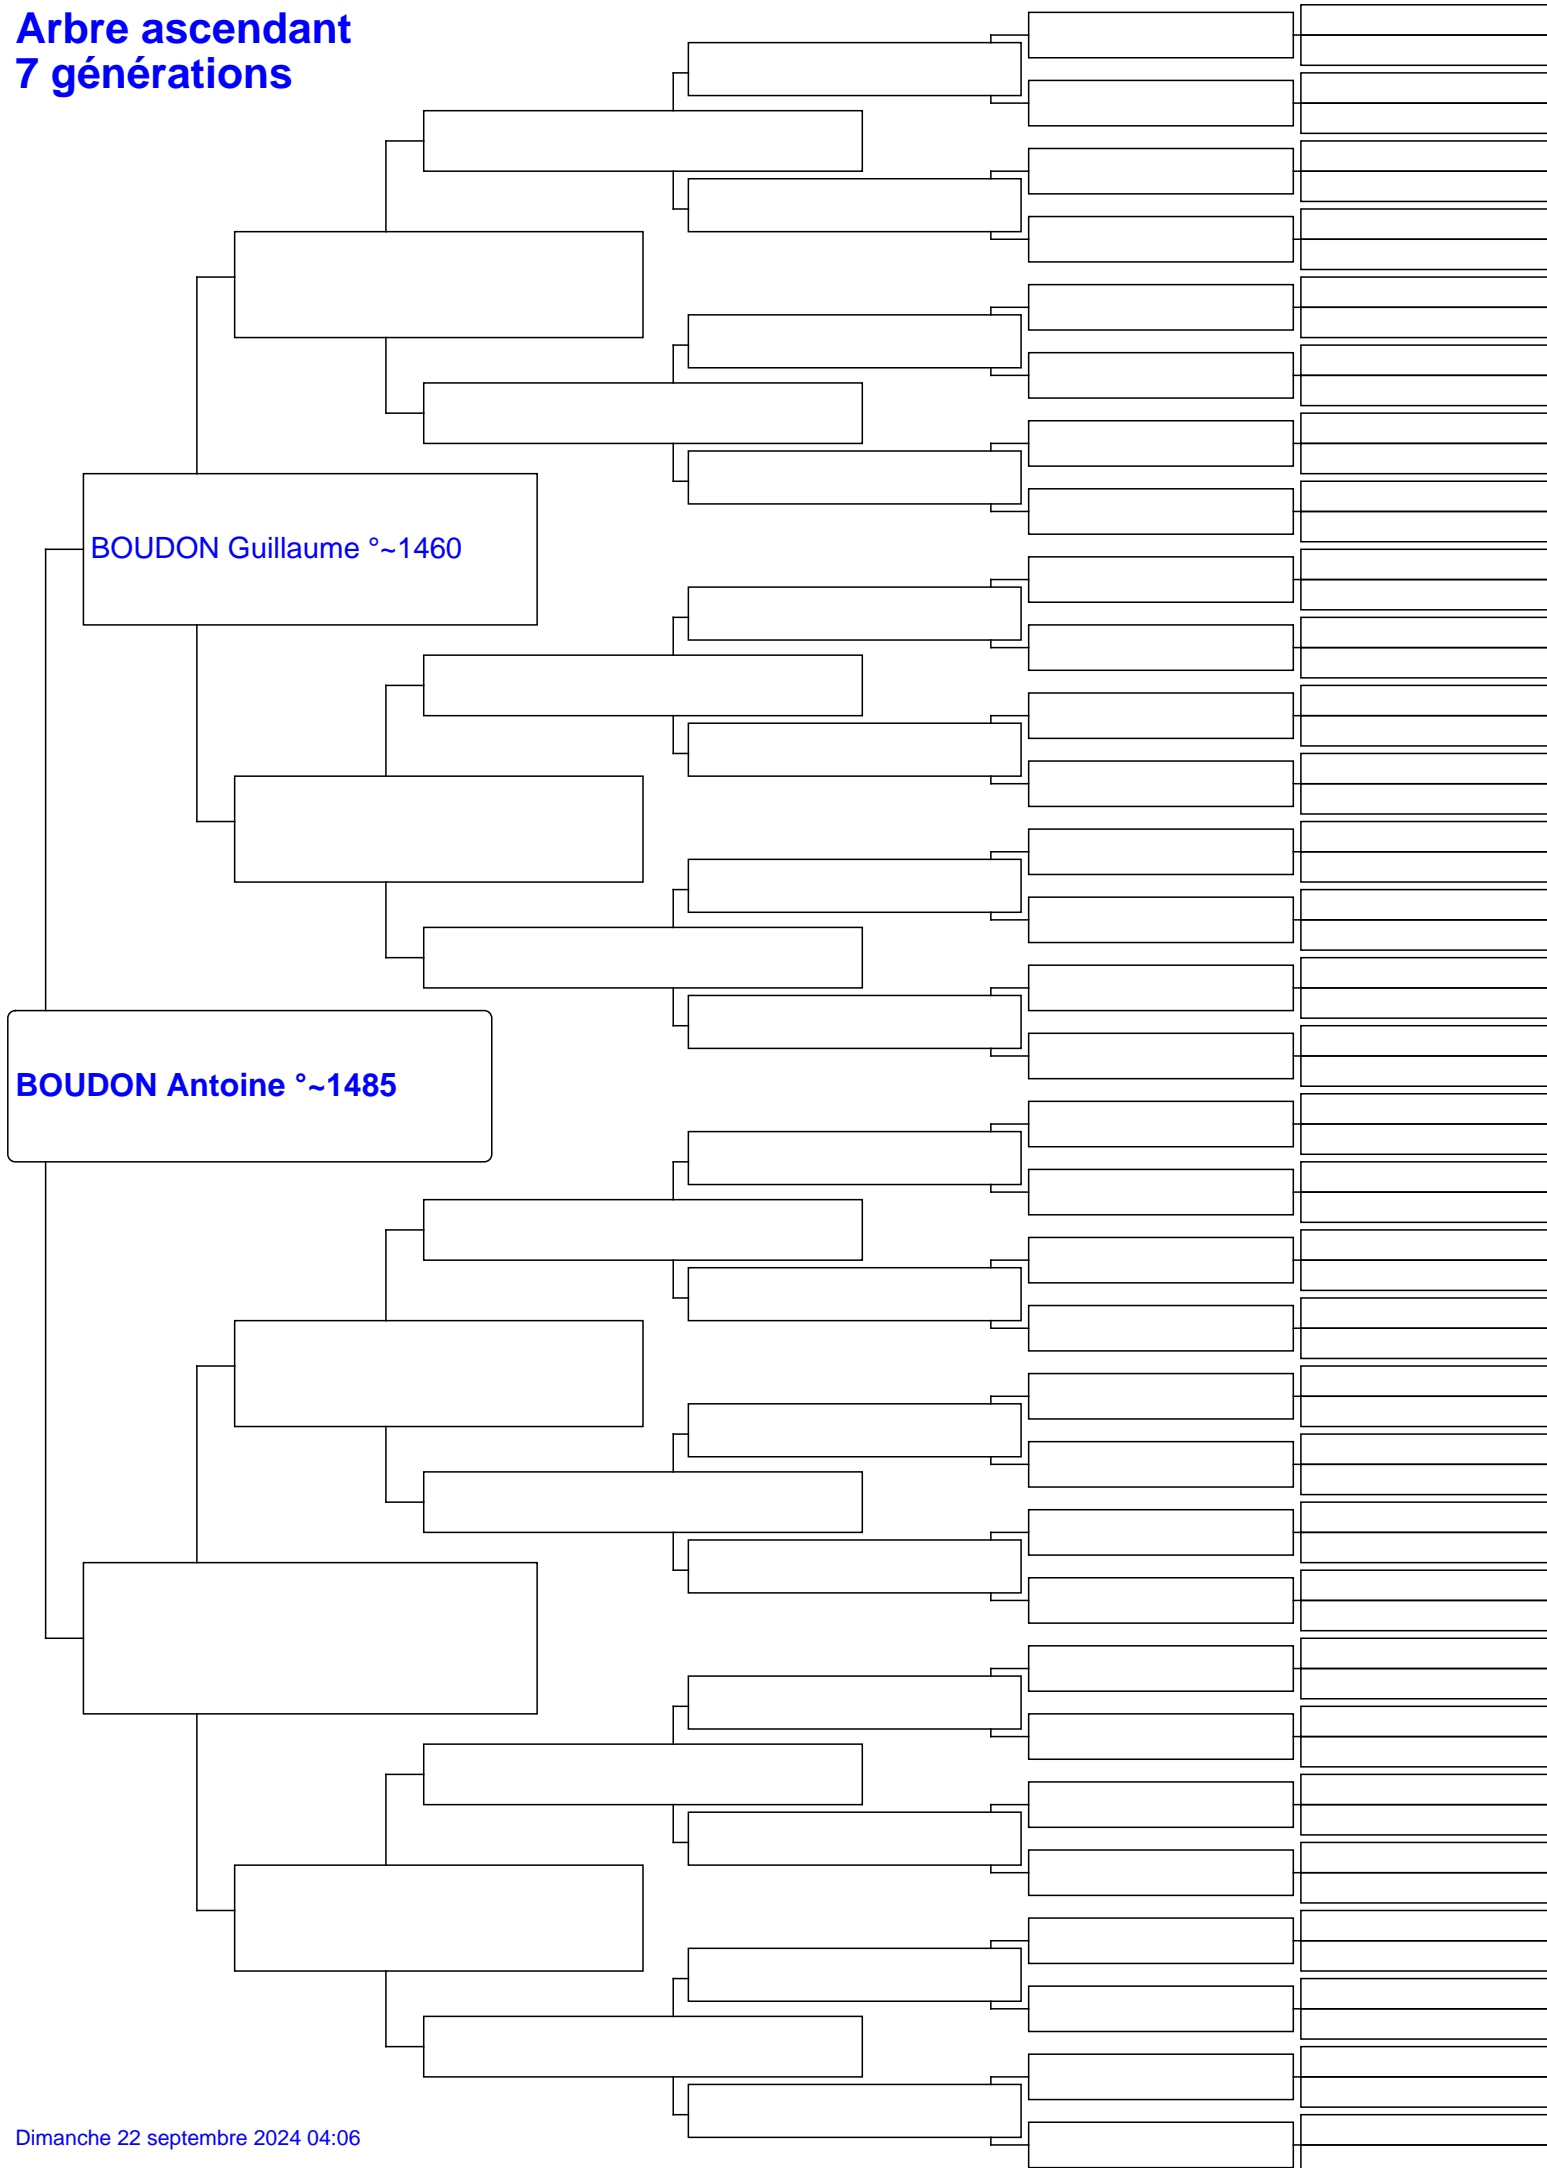 Arbre ascendant
7 générations
BOUDON Guillaume °~1460
BOUDON Antoine °~1485
Dimanche 22 septembre 2024 04:06